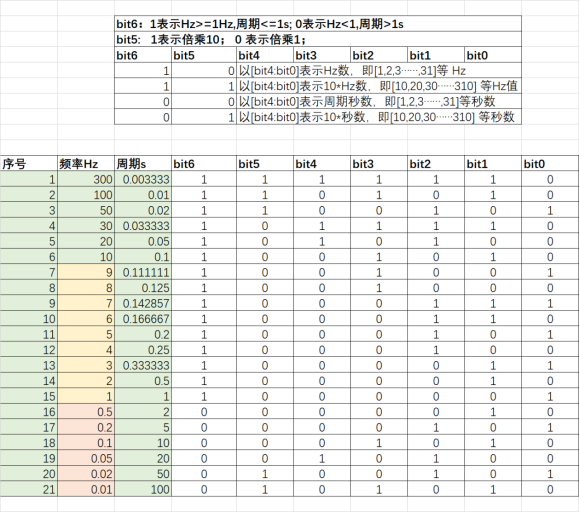 bit6：1表示Hz>=1Hz,周期<=1s; 0表示Hz<1,周期>1s
bit5: 1表示倍乘10； 0 表示倍乘1；
bit6 bit5 bit4 bit3 bit2 bit1 bit0
1 0 以[bit4:bit0]表示Hz数，即[1,2,3……,31]等 Hz
1 1 以[bit4:bit0]表示10*Hz数，即[10,20,30……310] 等Hz值
0 0 以[bit4:bit0]表示周期秒数，即[1,2,3……,31]等秒数
0 1 以[bit4:bit0]表示10*秒数，即[10,20,30……310] 等秒数
序号 频率Hz 周期s bit6 bit5 bit4 bit3 bit2 bit1 bit0
1 300 0.003333 1 1 1 1 1 1 0
2 100 0.01 1 1 0 1 0 1 0
3 50 0.02 1 1 0 0 1 0 1
4 30 0.033333 1 0 1 1 1 1 0
5 20 0.05 1 0 1 0 1 0 0
6 10 0.1 1 0 0 1 0 1 0
7 9 0.111111 1 0 0 1 0 0 1
8 8 0.125 1 0 0 1 0 0 0
9 7 0.142857 1 0 0 0 1 1 1
10 6 0.166667 1 0 0 0 1 1 0
11 5 0.2 1 0 0 0 1 0 1
12 4 0.25 1 0 0 0 1 0 0
13 3 0.333333 1 0 0 0 0 1 1
14 2 0.5 1 0 0 0 0 1 0
15 1 1 1 0 0 0 0 0 1
16 0.5 2 0 0 0 0 0 1 0
17 0.2 5 0 0 0 0 1 0 1
18 0.1 10 0 0 0 1 0 1 0
19 0.05 20 0 0 1 0 1 0 0
20 0.02 50 0 1 0 0 1 0 1
21 0.01 100 0 1 0 1 0 1 0